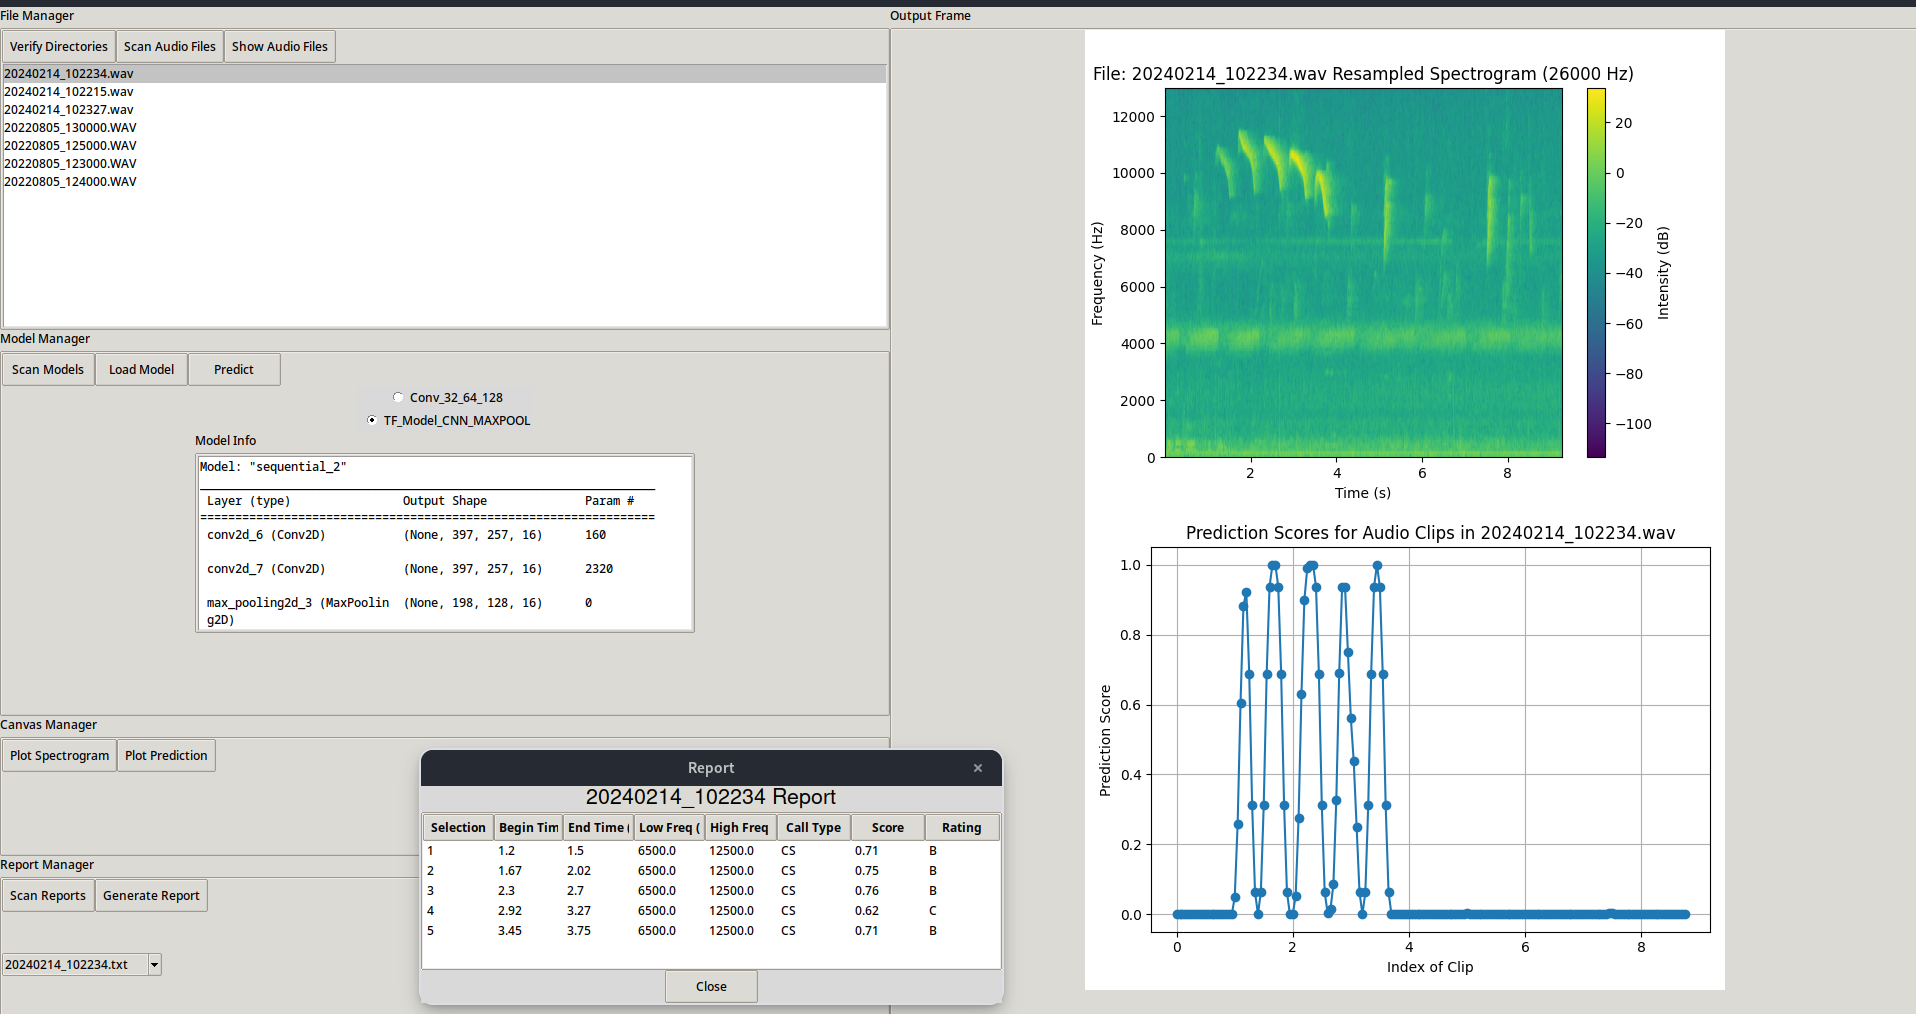 File Manager
Verify Directories Scan Audio Files Show Audio Files
20240214_102234.wav
20240214_102215.wav
20240214_102327.wav
20220805_130000.WAV
20220805_125000.WAV
20220805_123000.WAV
20220805_124000.WAV
Model Manager
Scan Models Load Model Predict
Conv_32_64_128
TF_Model_CNN_MAXPOOL
Model Info
Model: "sequential_2"
Layer (type) Output Shape Param #
=================================================================
conv2d_6 (Conv2D) (None, 397, 257, 16) 160
conv2d_7 (Conv2D) (None, 397, 257, 16) 2320
max_pooling2d_3 (MaxPoolin (None, 198, 128, 16) 0
g2D)
Canvas Manager
Plot Spectrogram Plot Prediction
Report Manager
Scan Reports Generate Report
20240214_102234.txt
Report ×
20240214_102234 Report
Selection Begin Tim End Time ( Low Freq ( High Freq Call Type Score Rating
1 1.2 1.5 6500.0 12500.0 CS 0.71 B
2 1.67 2.02 6500.0 12500.0 CS 0.75 B
3 2.3 2.7 6500.0 12500.0 CS 0.76 B
4 2.92 3.27 6500.0 12500.0 CS 0.62 C
5 3.45 3.75 6500.0 12500.0 CS 0.71 B
Close
Output Frame
File: 20240214_102234.wav Resampled Spectrogram (26000 Hz)
Frequency (Hz)
12000
10000
8000
6000
4000
2000
0
2 4 6 8
Time (s)
20
0
−20
−40
−60
−80
−100
Intensity (dB)
Prediction Scores for Audio Clips in 20240214_102234.wav
Prediction Score
1.0
0.8
0.6
0.4
0.2
0.0
0 2 4 6 8
Index of Clip